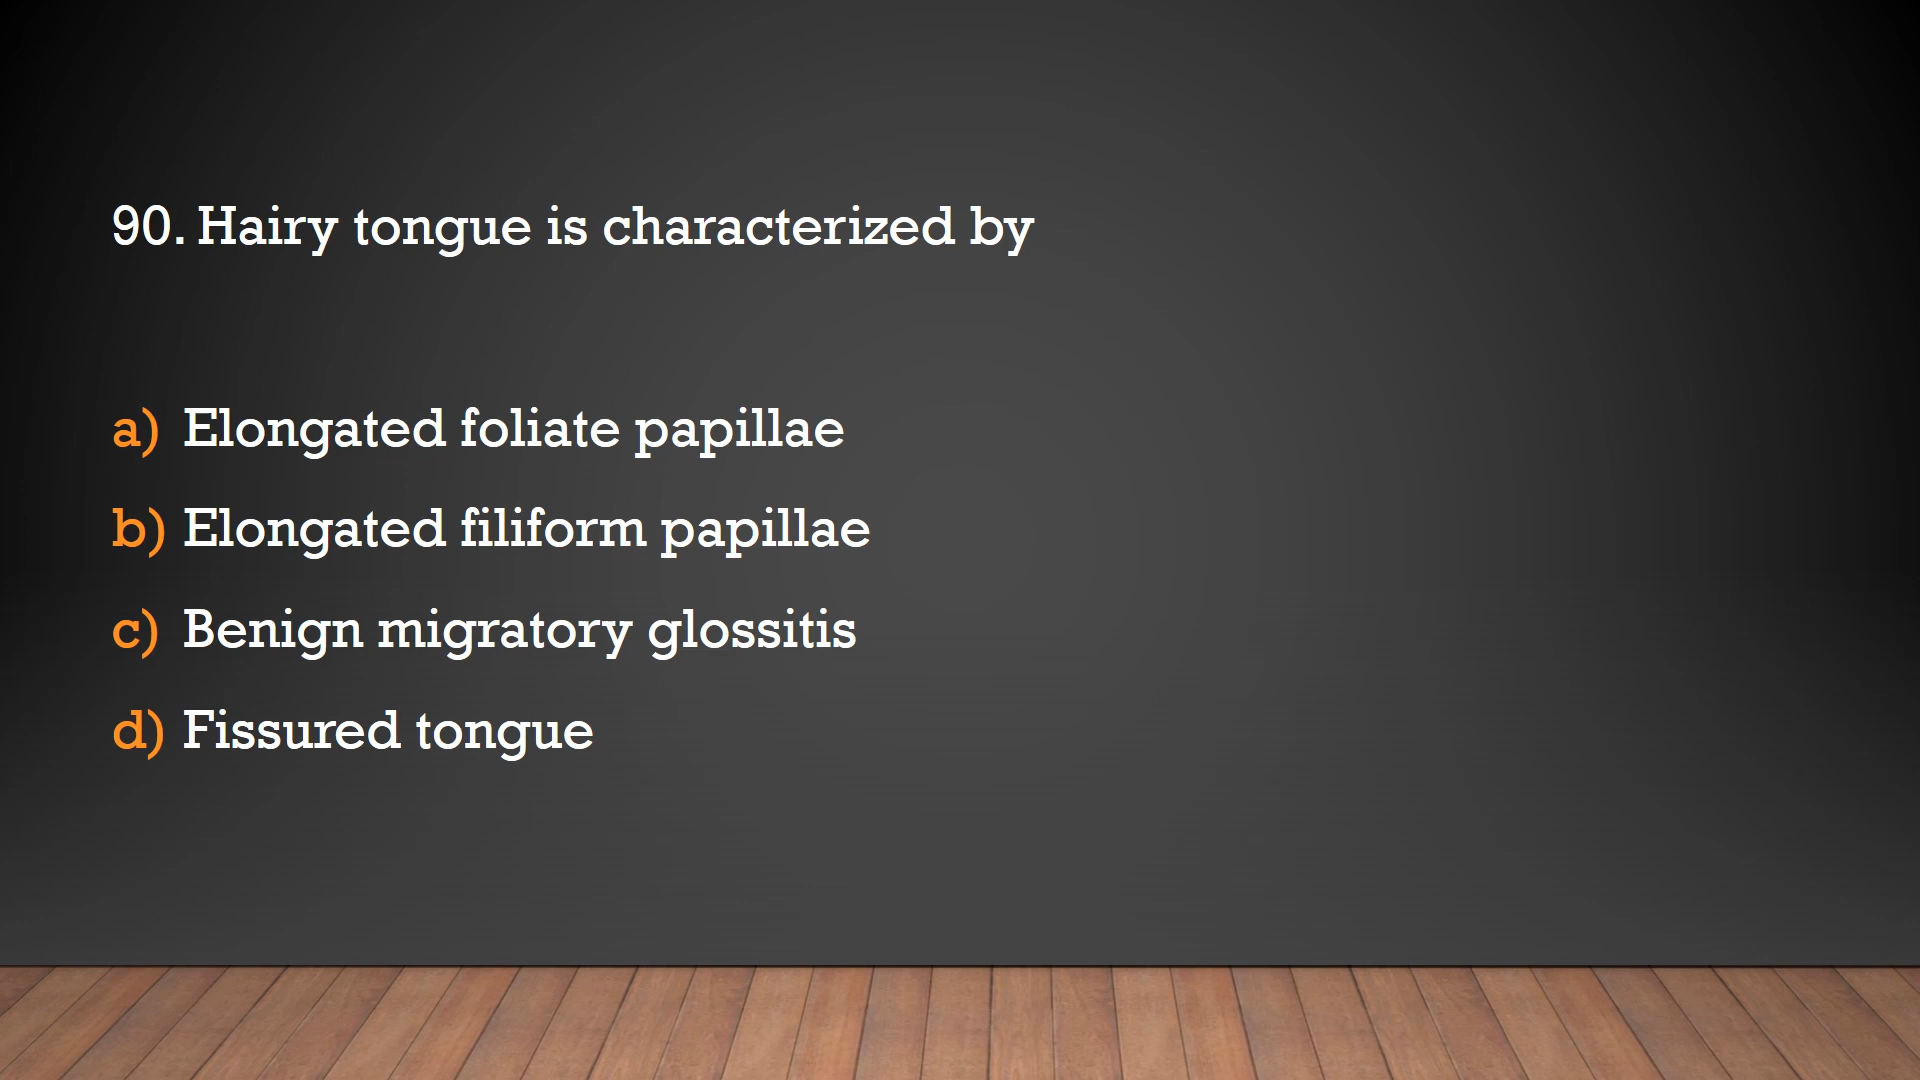 90. Hairy tongue is characterized by
a) Elongated foliate papillae
b) Elongated filiform papillae
c) Benign migratory glossitis
d) Fissured tongue